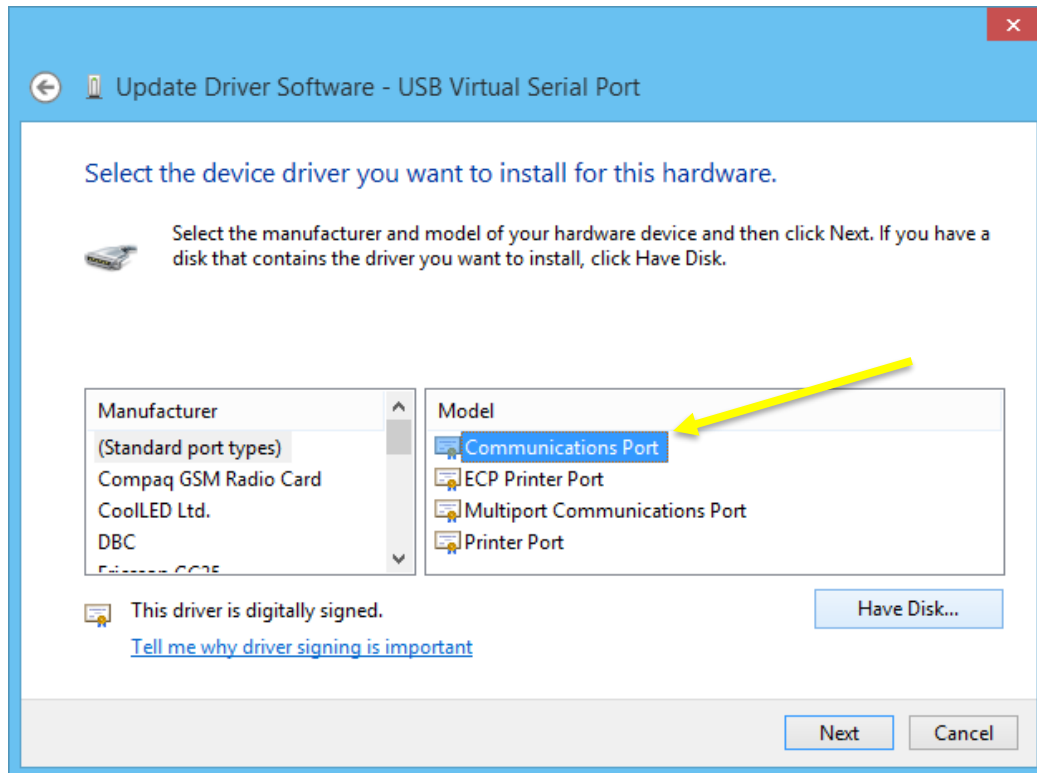 Update Driver Software - USB Virtual Serial Port
Select the device driver you want to install for this hardware.
Select the manufacturer and model of your hardware device and then click Next. If you have a
disk that contains the driver you want to install, click Have Disk.
Manufacturer
(Standard port types)
Compaq GSM Radio Card
CoolLED Ltd.
DBC
Model
Communications Port
ECP Printer Port
Multiport Communications Port
Printer Port
This driver is digitally signed.
Have Disk...
Tell me why driver signing is important
Next
Cancel